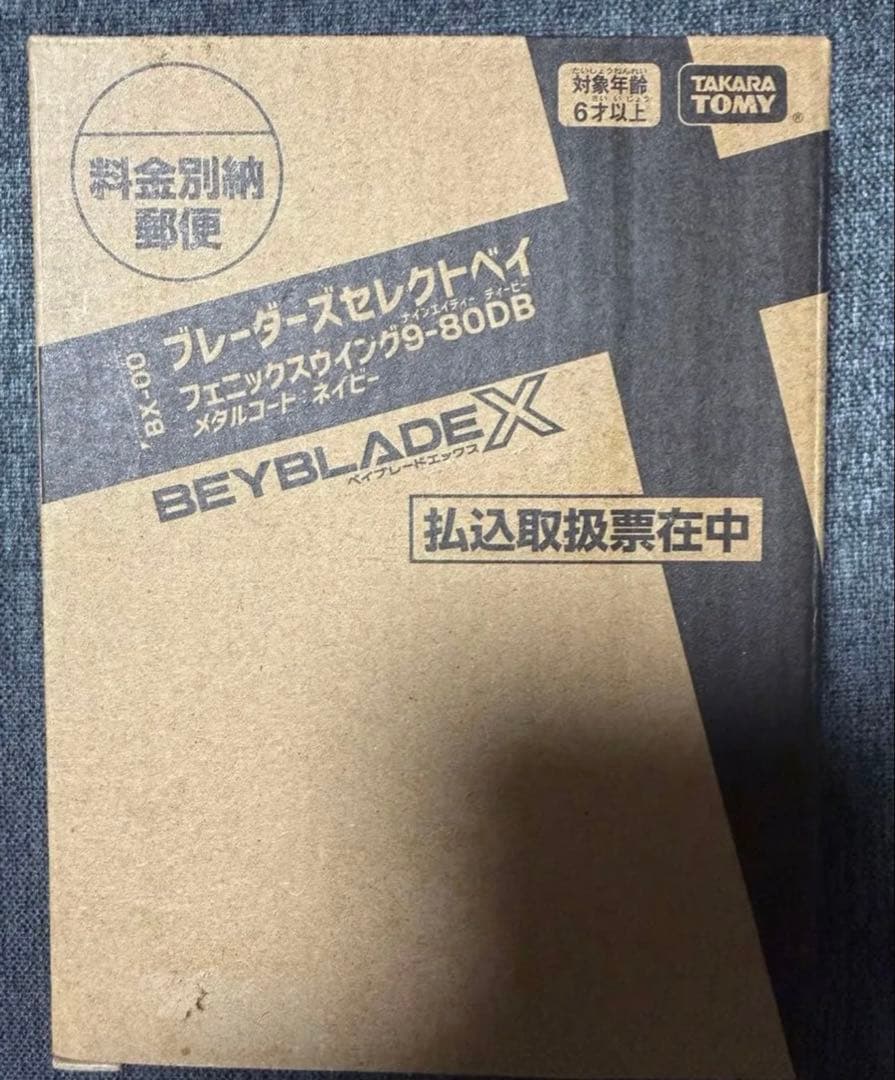 たいしょうねんれい
対象年齢
さい いじょう
6才以上
TAKARA
TOMY
®
料金別納
郵便
BX-00
ブレーダーズセレクトベイ
ナインエイティー ディービー
フェニックスウイング9-80DB
メタルコート:ネイビー
BEYBLADE X
ベイブレードエックス
払込取扱票在中